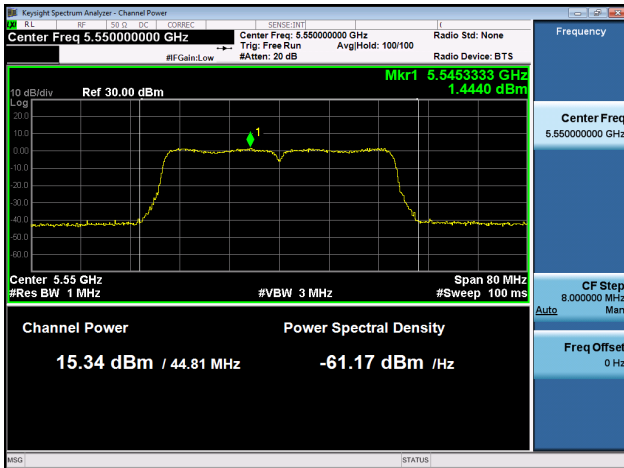 Keysight Spectrum Analyzer - Channel Power
RL RF 50 Ω DC CORREC SENSE:INT
Center Freq 5.550000000 GHz
#IFGain:Low
Center Freq: 5.550000000 GHz
Trig: Free Run Avg|Hold: 100/100
#Atten: 20 dB
Radio Std: None
Radio Device: BTS
Mkr1 5.5453333 GHz
1.4440 dBm
10 dB/div Ref 30.00 dBm
Log
20.0
10.0
0.00
-10.0
-20.0
-30.0
-40.0
-50.0
-60.0
1
Center 5.55 GHz Span 80 MHz
#Res BW 1 MHz #VBW 3 MHz #Sweep 100 ms
Channel Power Power Spectral Density
15.34 dBm / 44.81 MHz -61.17 dBm /Hz
MSG STATUS
Frequency
Center Freq
5.550000000 GHz
CF Step
8.000000 MHz
Auto Man
Freq Offset
0 Hz